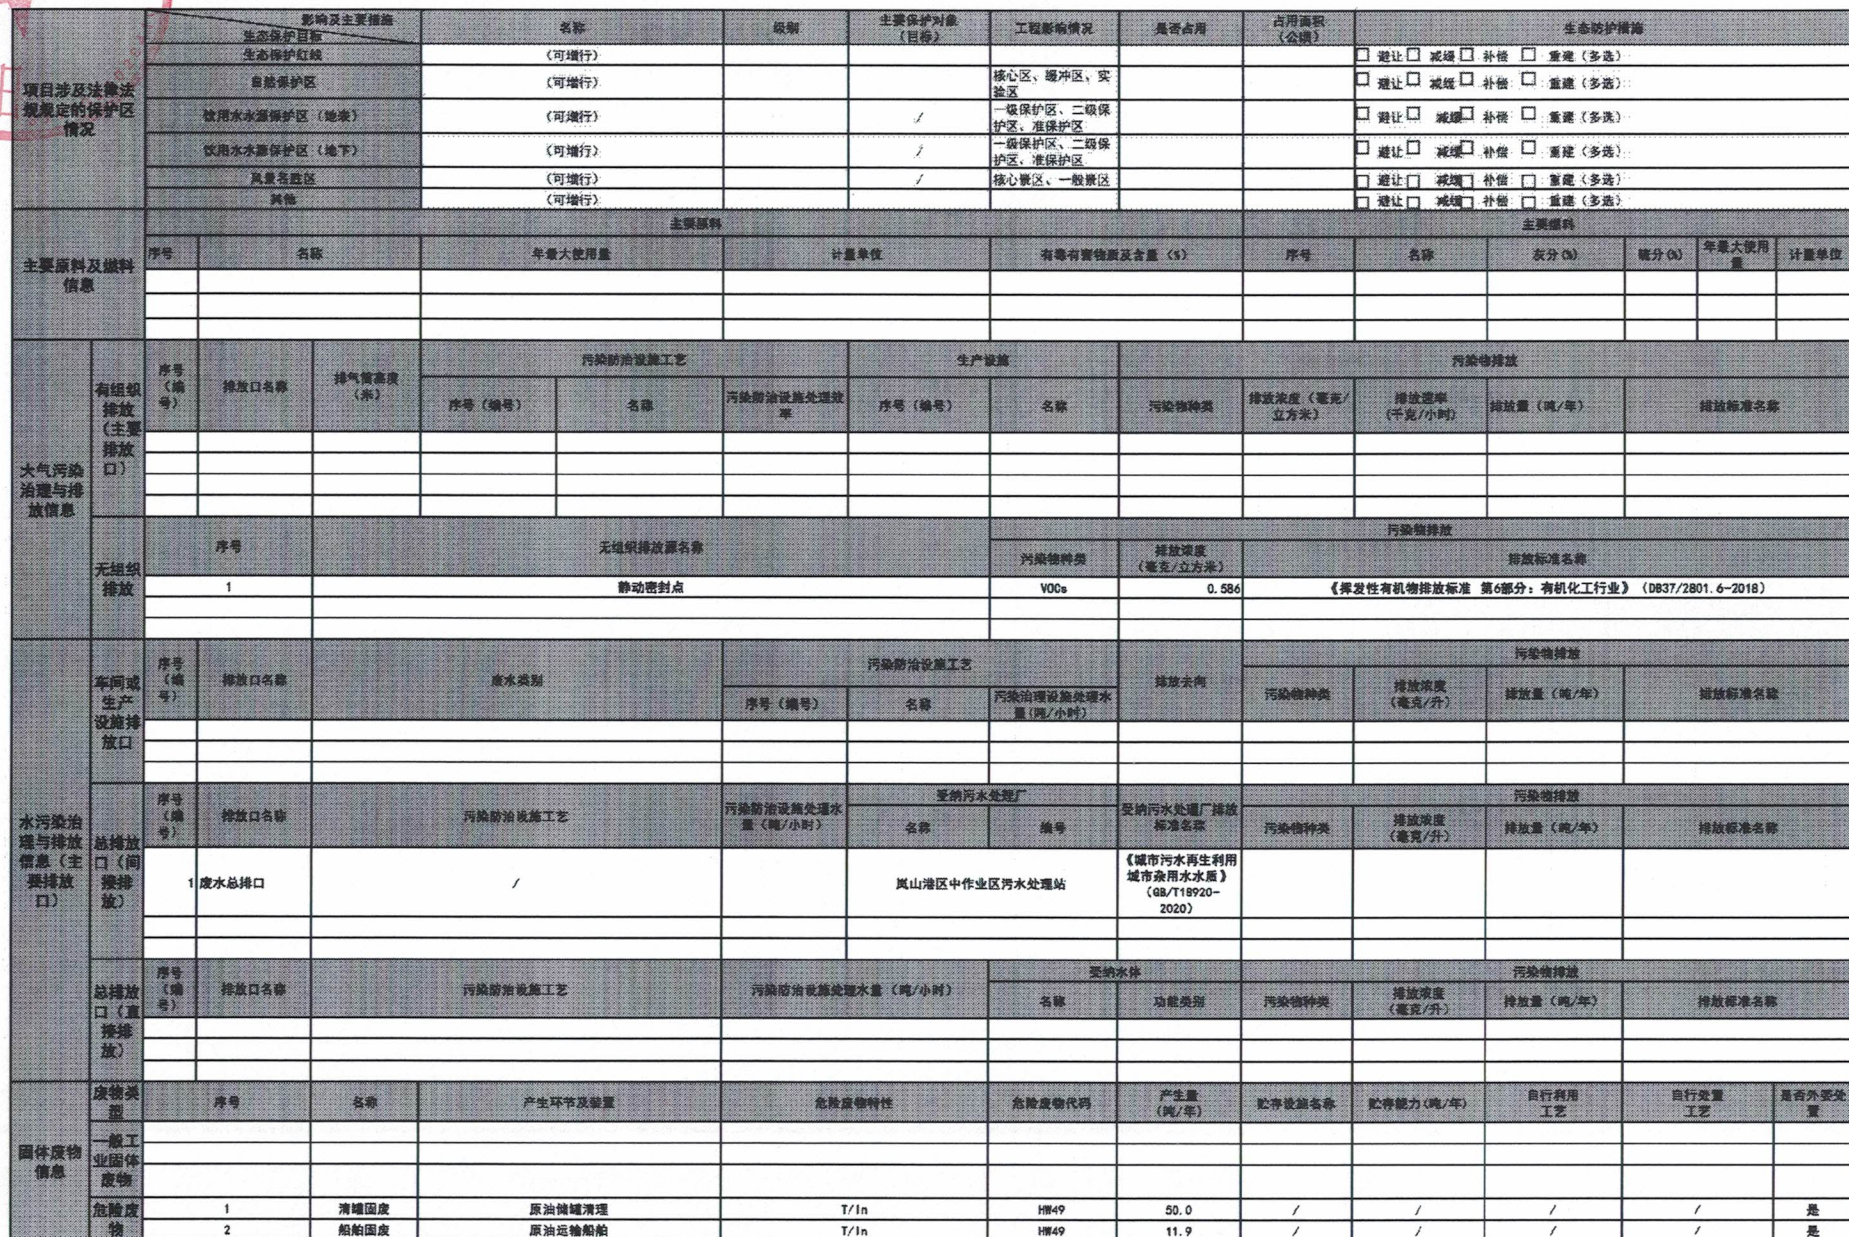 影响及主要措施
生态保护目标
名称
级别
主要保护对象
(目标)
工程影响情况
是否占用
占用面积
(公顷)
生态防护措施
项目涉及法律法
规规定的保护区
情况
生态保护红线
(可增行)
避让 减缓 补偿 重建(多选)
自然保护区
(可增行)
核心区、缓冲区、实
验区
避让 减缓 补偿 重建(多选)
饮用水水源保护区(地表)
(可增行)
/
一级保护区、二级保
护区、准保护区
避让 减缓 补偿 重建(多选)
饮用水水源保护区(地下)
(可增行)
/
一级保护区、二级保
护区、准保护区
避让 减缓 补偿 重建(多选)
风景名胜区
(可增行)
/
核心景区、一般景区
避让 减缓 补偿 重建(多选)
其他
(可增行)
避让 减缓 补偿 重建(多选)
主要原料及燃料
信息
主要原料
主要燃料
序号
名称
年最大使用量
计量单位
有毒有害物质及含量(%)
序号
名称
灰分(%)
硫分(%)
年最大使用
量
计量单位
大气污染
治理与排
放信息
有组织
排放
(主要
排放
口)
序号
(编
号)
排放口名称
排气筒高度
(米)
污染防治设施工艺
生产设施
污染物排放
序号(编号)
名称
污染防治设施处理效
率
序号(编号)
名称
污染物种类
排放浓度(毫克/
立方米)
排放速率
(千克/小时)
排放量(吨/年)
排放标准名称
无组织
排放
序号
无组织排放源名称
污染物排放
污染物种类
排放浓度
(毫克/立方米)
排放标准名称
1
静动密封点
VOCs
0.586
《挥发性有机物排放标准 第6部分:有机化工行业》(DB37/2801.6-2018)
水污染治
理与排放
信息(主
要排放
口)
车间或
生产
设施排
放口
序号
(编
号)
排放口名称
废水类别
污染防治设施工艺
排放去向
污染物排放
序号(编号)
名称
污染治理设施处理水
量(吨/小时)
污染物种类
排放浓度
(毫克/升)
排放量(吨/年)
排放标准名称
总排放
口(间
接排
放)
序号
(编
号)
排放口名称
污染防治设施工艺
污染防治设施处理水
量(吨/小时)
受纳污水处理厂
名称
编号
受纳污水处理厂排放
标准名称
污染物排放
污染物种类
排放浓度
(毫克/升)
排放量(吨/年)
排放标准名称
1
废水总排口
/
岚山港区中作业区污水处理站
《城市污水再生利用
城市杂用水水质》
(GB/T18920-
2020)
总排放
口(直
接排
放)
序号
(编
号)
排放口名称
污染防治设施工艺
污染防治设施处理水量(吨/小时)
受纳水体
名称
功能类别
污染物排放
污染物种类
排放浓度
(毫克/升)
排放量(吨/年)
排放标准名称
固体废物
信息
废物类
型
序号
名称
产生环节及装置
危险废物特性
危险废物代码
产生量
(吨/年)
贮存设施名称
贮存能力(吨/年)
自行利用
工艺
自行处置
工艺
是否外委处
置
一般工
业固体
废物
危险废
物
1
清罐固废
原油储罐清理
T/In
HW49
50.0
/
/
/
/
是
2
船舶固废
原油运输船舶
T/In
HW49
11.9
/
/
/
/
是